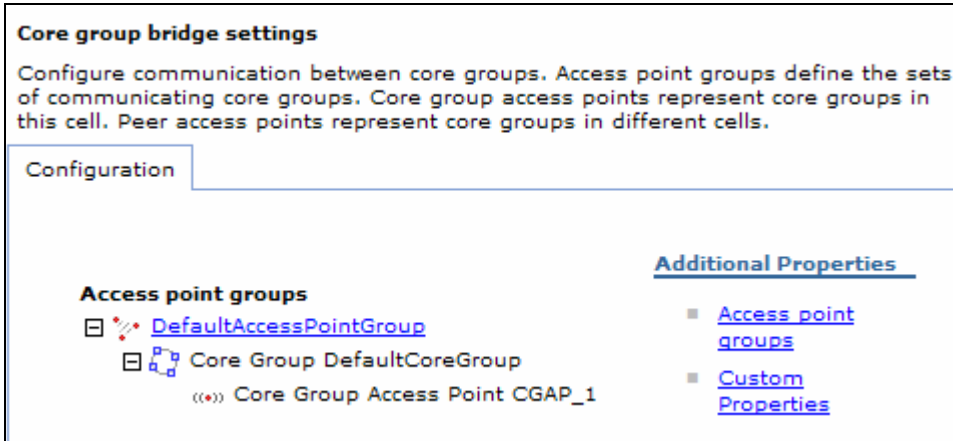 Core group bridge settings
Configure communication between core groups. Access point groups define the sets
of communicating core groups. Core group access points represent core groups in
this cell. Peer access points represent core groups in different cells.
Configuration
Access point groups
DefaultAccessPointGroup
Core Group DefaultCoreGroup
Core Group Access Point CGAP_1
Additional Properties
Access point
groups
Custom
Properties